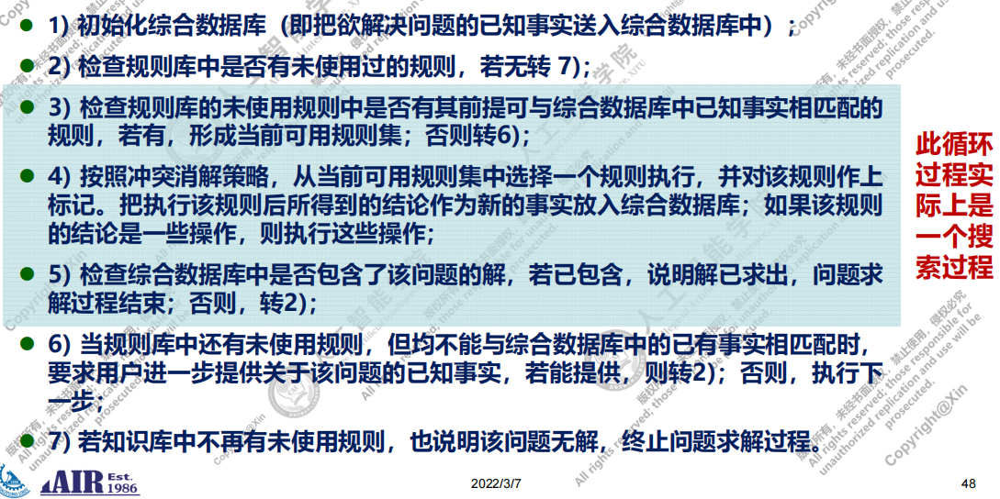 ● 1) 初始化综合数据库（即把欲解决问题的已知事实送入综合数据库中）;
● 2) 检查规则库中是否有未使用过的规则，若无转 7);
● 3) 检查规则库的未使用规则中是否有其前提可与综合数据库中已知事实相匹配的
规则，若有，形成当前可用规则集；否则转6);
● 4) 按照冲突消解策略，从当前可用规则集中选择一个规则执行，并对该规则作上
标记。把执行该规则后所得到的结论作为新的事实放入综合数据库；如果该规则
的结论是一些操作，则执行这些操作；
● 5) 检查综合数据库中是否包含了该问题的解，若已包含，说明解已求出，问题求
解过程结束；否则，转2);
此循环
过程实
际上是
一个搜
索过程
● 6) 当规则库中还有未使用规则，但均不能与综合数据库中的已有事实相匹配时，
要求用户进一步提供关于该问题的已知事实，若能提供，则转2)；否则，执行下
一步；
● 7) 若知识库中不再有未使用规则，也说明该问题无解，终止问题求解过程。
AIR Est.
1986
2022/3/7
48
Copyright@Xin